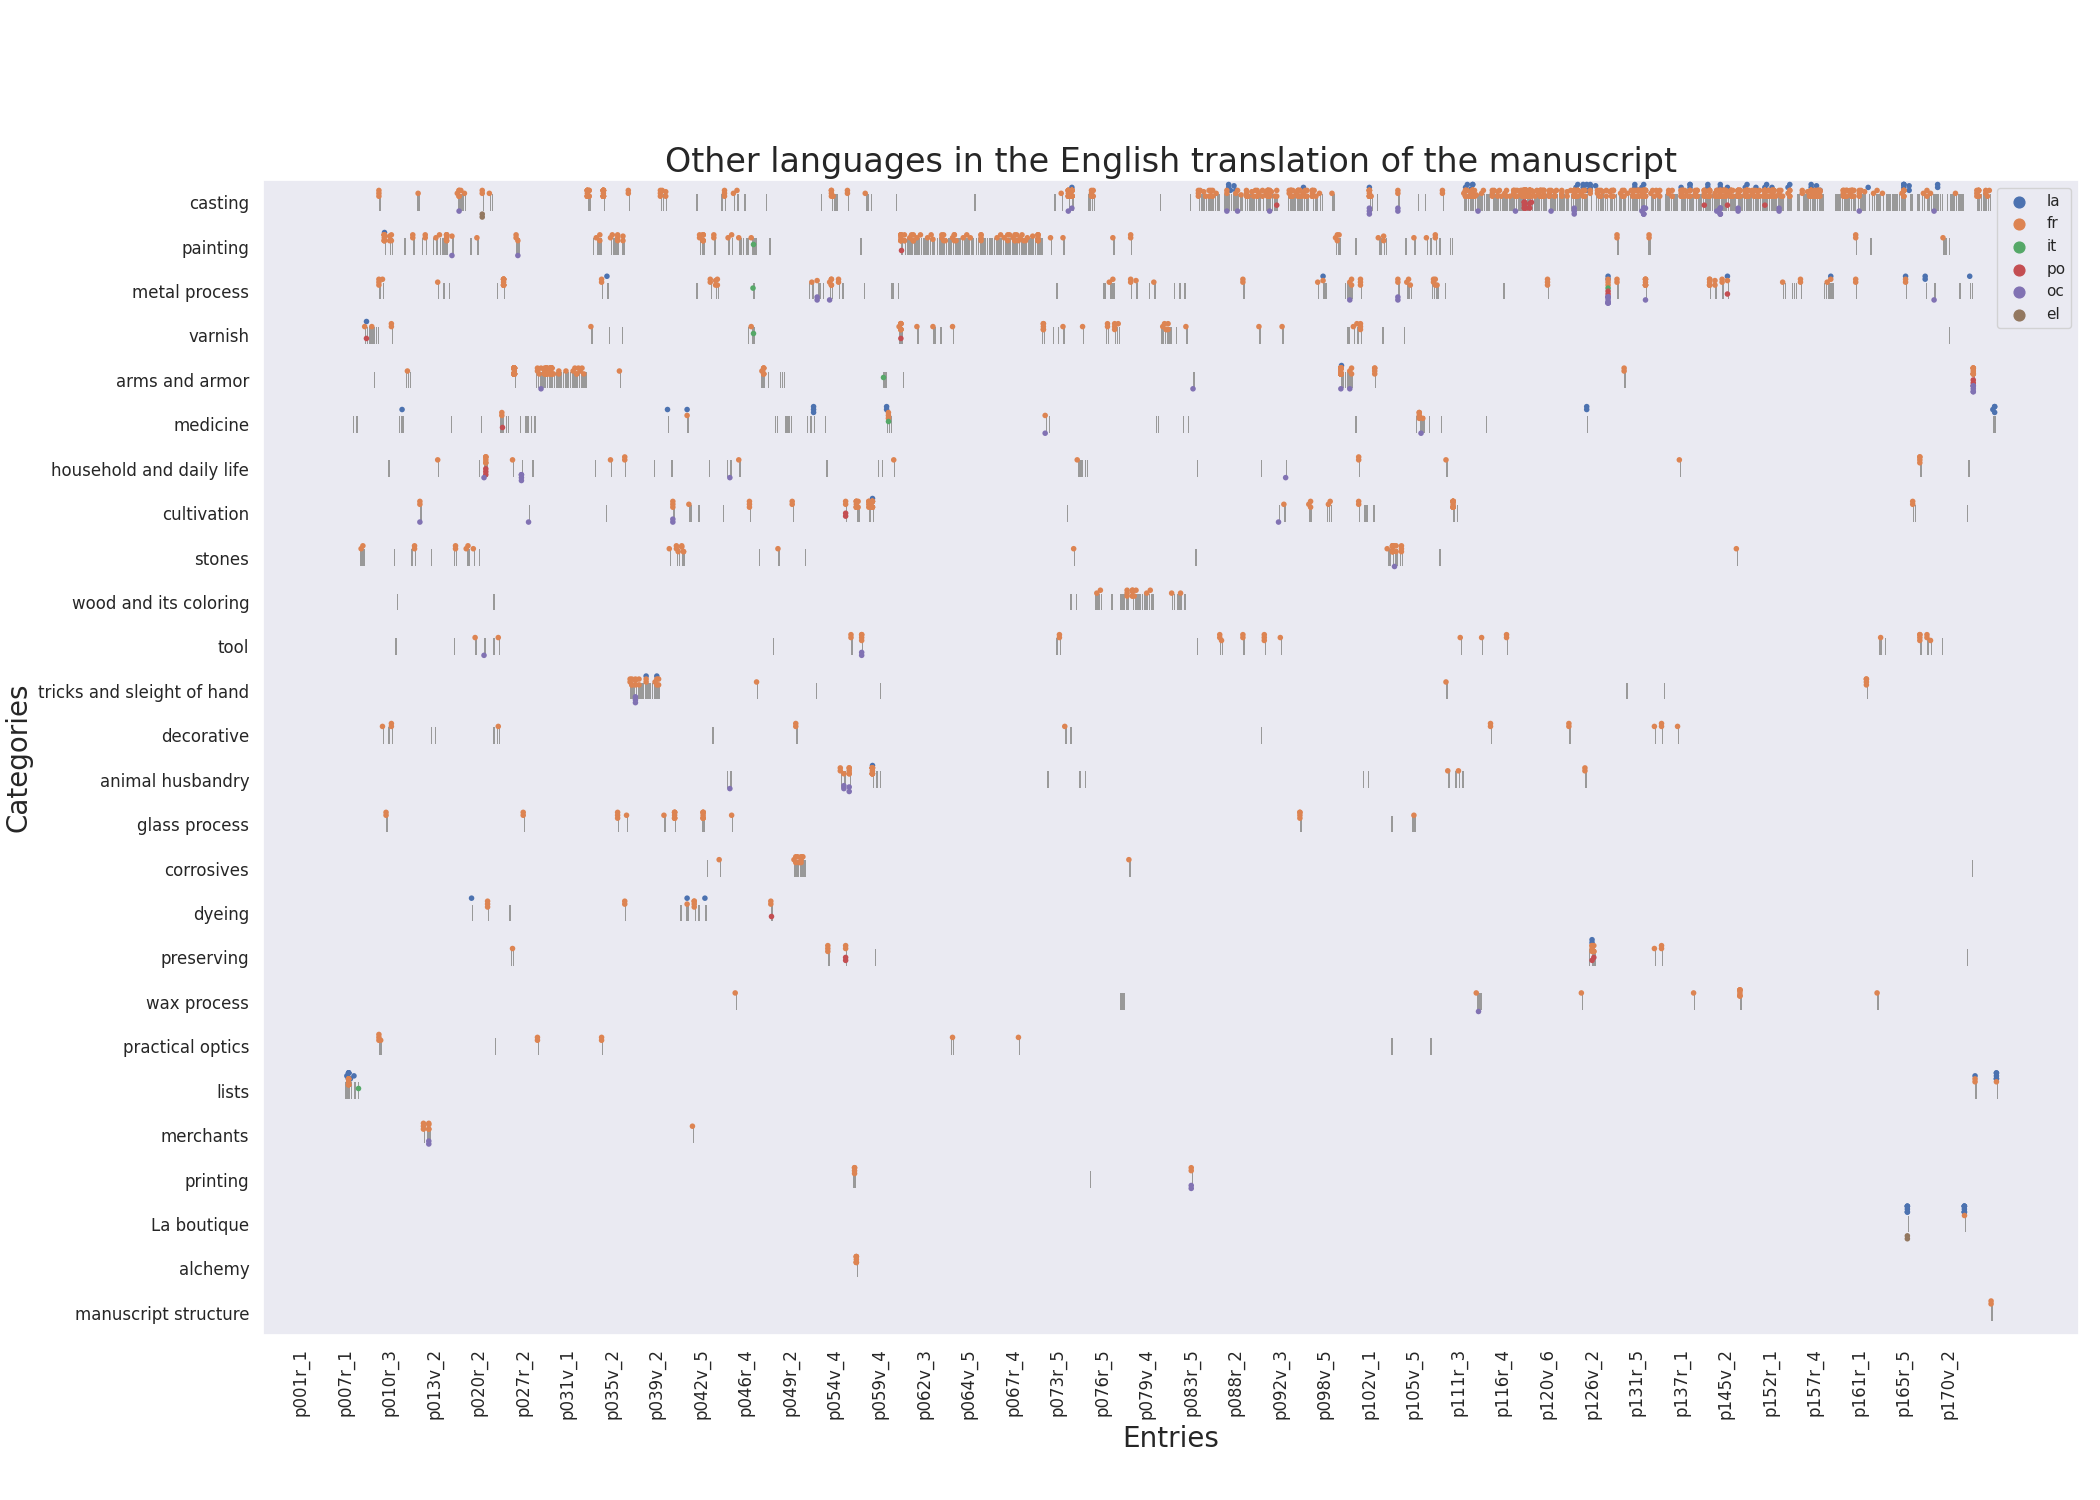 Other languages in the English translation of the manuscript
la
fr
it
po
oc
el
casting
painting
metal process
varnish
arms and armor
medicine
household and daily life
cultivation
stones
wood and its coloring
tool
tricks and sleight of hand
decorative
animal husbandry
glass process
corrosives
dyeing
preserving
wax process
practical optics
lists
merchants
printing
La boutique
alchemy
manuscript structure
Categories
p001r_1
p007r_1
p010r_3
p013v_2
p020r_2
p027r_2
p031v_1
p035v_2
p039v_2
p042v_5
p046r_4
p049r_2
p054v_4
p059v_4
p062v_3
p064v_5
p067r_4
p073r_5
p076r_5
p079v_4
p083r_5
p088r_2
p092v_3
p098v_5
p102v_1
p105v_5
p111r_3
p116r_4
p120v_6
p126v_2
p131r_5
p137r_1
p145v_2
p152r_1
p157r_4
p161r_1
p165r_5
p170v_2
Entries